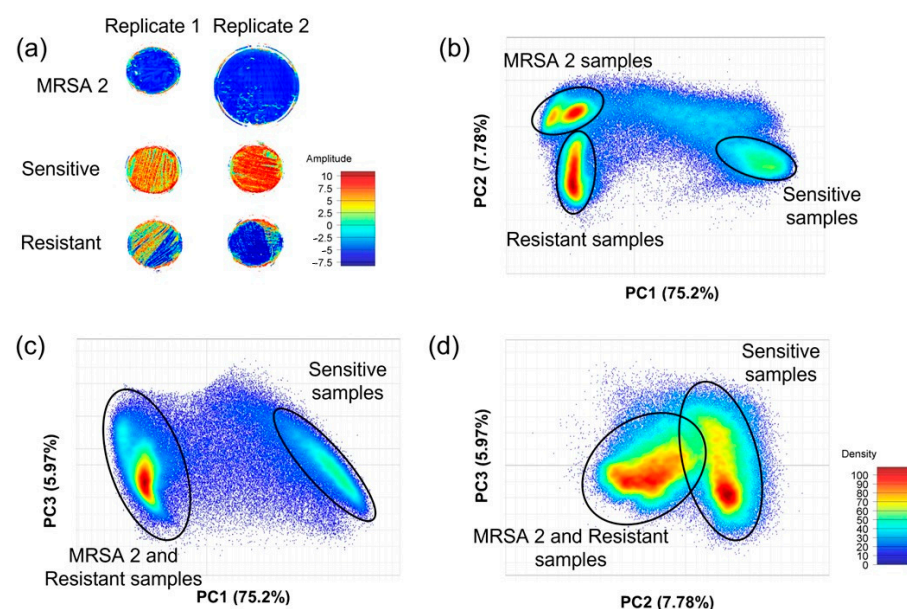 (a)
Replicate 1
Replicate 2
MRSA 2
Sensitive
Resistant
Amplitude
10
7.5
5
2.5
0
−2.5
−5
−7.5
(b)
MRSA 2 samples
Resistant samples
Sensitive
samples
PC2 (7.78%)
PC1 (75.2%)
(c)
Sensitive
samples
MRSA 2 and
Resistant samples
PC3 (5.97%)
PC1 (75.2%)
(d)
Sensitive
samples
MRSA 2 and Resistant
samples
PC3 (5.97%)
PC2 (7.78%)
Density
100
90
80
70
60
50
40
30
20
10
0